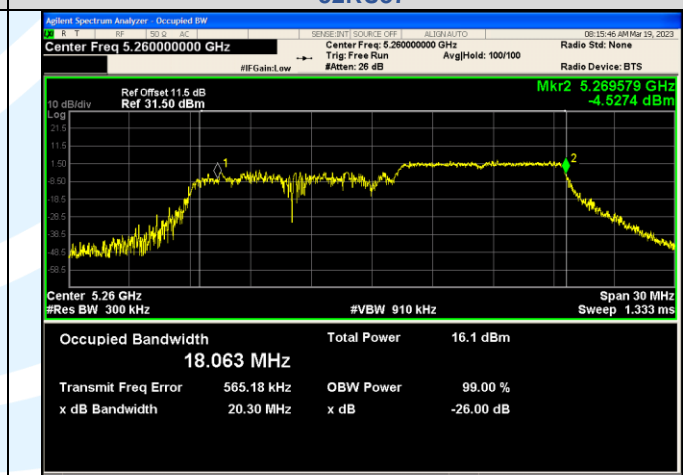 Agilent Spectrum Analyzer - Occupied BW
R T RF 50 Ω AC SENSE:INT SOURCE OFF ALIGN AUTO 08:15:46 AM Mar 19, 2023
Center Freq 5.260000000 GHz Center Freq: 5.260000000 GHz Radio Std: None
Trig: Free Run Avg|Hold: 100/100
#IFGain:Low #Atten: 26 dB Radio Device: BTS
Ref Offset 11.5 dB Mkr2 5.269579 GHz
10 dB/div Ref 31.50 dBm -4.5274 dBm
Log
21.5
11.5
1.50
-8.50
-18.5
-28.5
-38.5
-48.5
-58.5
1
2
Center 5.26 GHz Span 30 MHz
#Res BW 300 kHz #VBW 910 kHz Sweep 1.333 ms
Occupied Bandwidth Total Power 16.1 dBm
18.063 MHz
Transmit Freq Error 565.18 kHz OBW Power 99.00 %
x dB Bandwidth 20.30 MHz x dB -26.00 dB